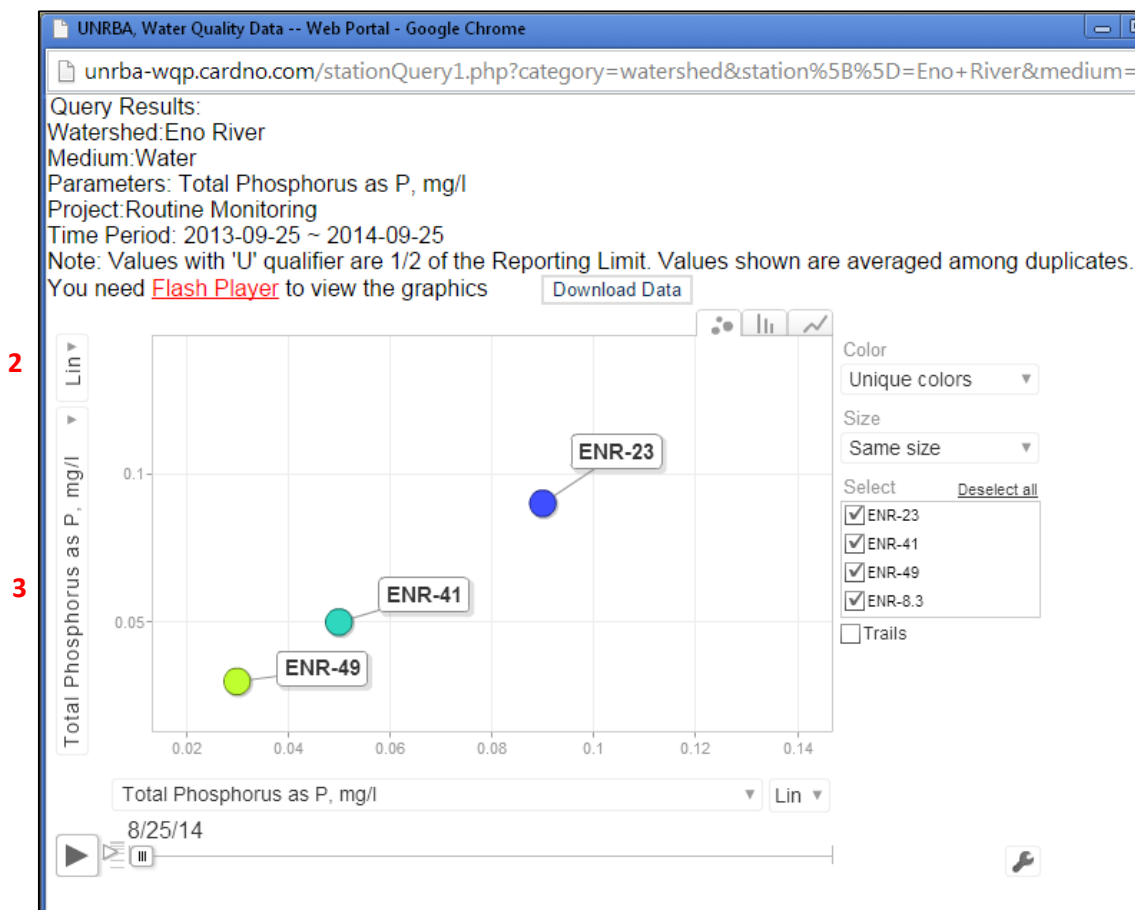 UNRBA, Water Quality Data -- Web Portal - Google Chrome
unrba-wqp.cardno.com/stationQuery1.php?category=watershed&station%5B%5D=Eno+River&medium=
Query Results:
Watershed:Eno River
Medium:Water
Parameters: Total Phosphorus as P, mg/l
Project:Routine Monitoring
Time Period: 2013-09-25 ~ 2014-09-25
Note: Values with 'U' qualifier are 1/2 of the Reporting Limit. Values shown are averaged among duplicates.
You need Flash Player to view the graphics Download Data
2
Lin
3
Total Phosphorus as P, mg/l
0.1
0.05
ENR-23
ENR-41
ENR-49
0.02 0.04 0.06 0.08 0.1 0.12 0.14
Total Phosphorus as P, mg/l Lin
8/25/14
Color
Unique colors
Size
Same size
Select Deselect all
ENR-23
ENR-41
ENR-49
ENR-8.3
Trails